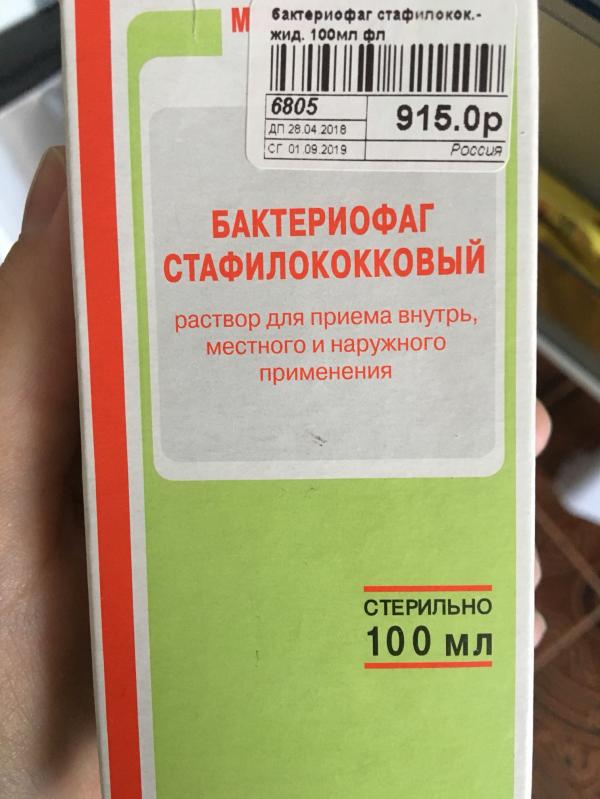 бактериофаг стафилокок.-
жид. 100мл фл
6805
915.0р
ДП 28.04.2018
СГ 01.09.2019
Россия
БАКТЕРИОФАГ
СТАФИЛОКОККОВЫЙ
раствор для приема внутрь,
местного и наружного
применения
СТЕРИЛЬНО
100 мл